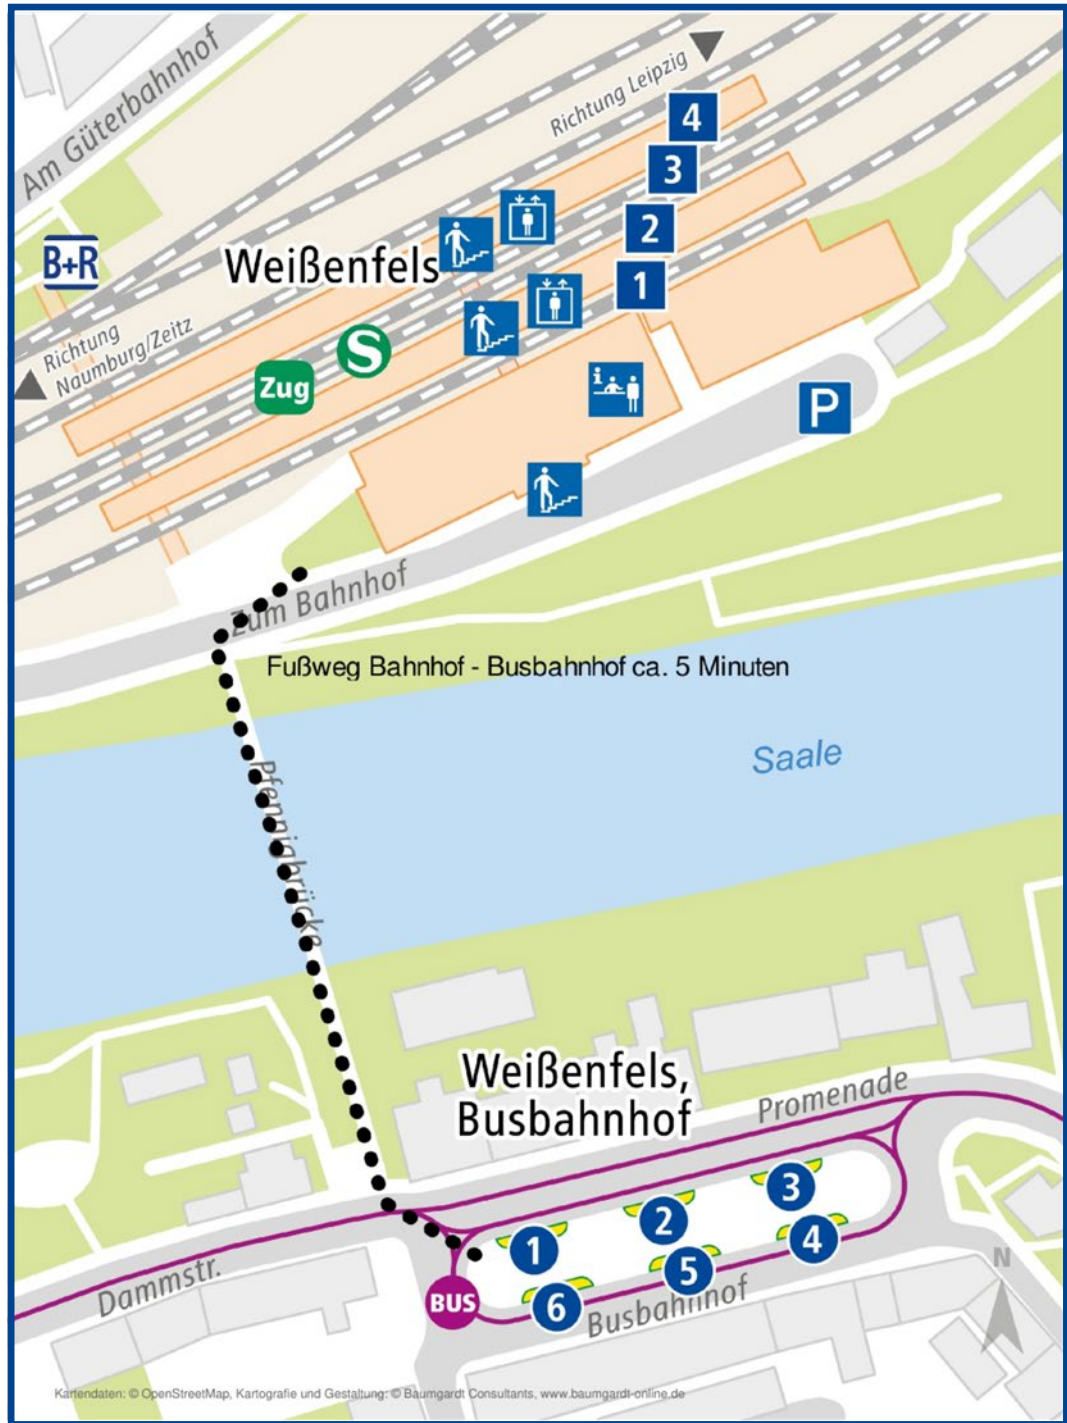 Am Güterbahnhof
Richtung Leipzig
4
3
2
1
B+R
Weißenfels
Richtung
Naumburg/Zeitz
S
Zug
i
P
Zum Bahnhof
Fußweg Bahnhof - Busbahnhof ca. 5 Minuten
Saale
Pfennigbrücke
Weißenfels,
Busbahnhof
Promenade
3
2
1
4
5
6
BUS
Dammstr.
Busbahnhof
N
Kartendaten: © OpenStreetMap, Kartografie und Gestaltung: © Baumgardt Consultants, www.baumgardt-online.de